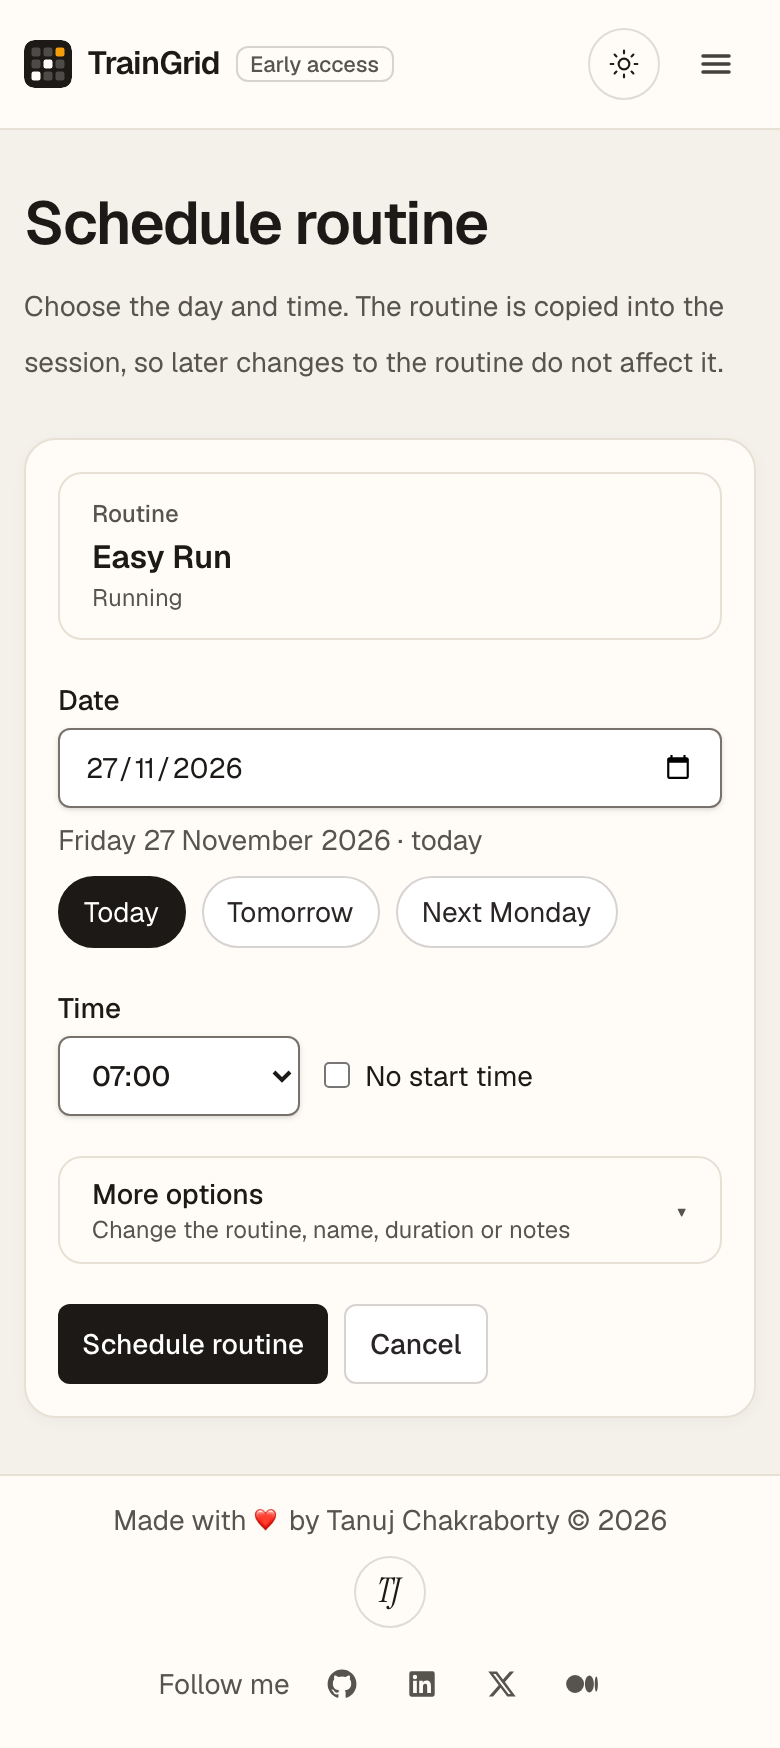 TrainGrid
Early access
Schedule routine
Choose the day and time. The routine is copied into the
session, so later changes to the routine do not affect it.
Routine
Easy Run
Running
Date
27/11/2026
Friday 27 November 2026 · today
Today Tomorrow Next Monday
Time
07:00 No start time
More options
Change the routine, name, duration or notes
Schedule routine Cancel
Made with ❤️ by Tanuj Chakraborty © 2026
TJ
Follow me